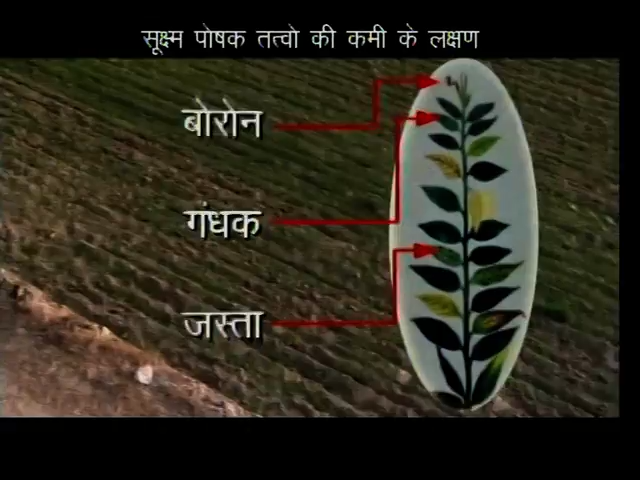 सूक्ष्म पोषक तत्वो की कमी के लक्षण
बोरोन
गंधक
जस्ता